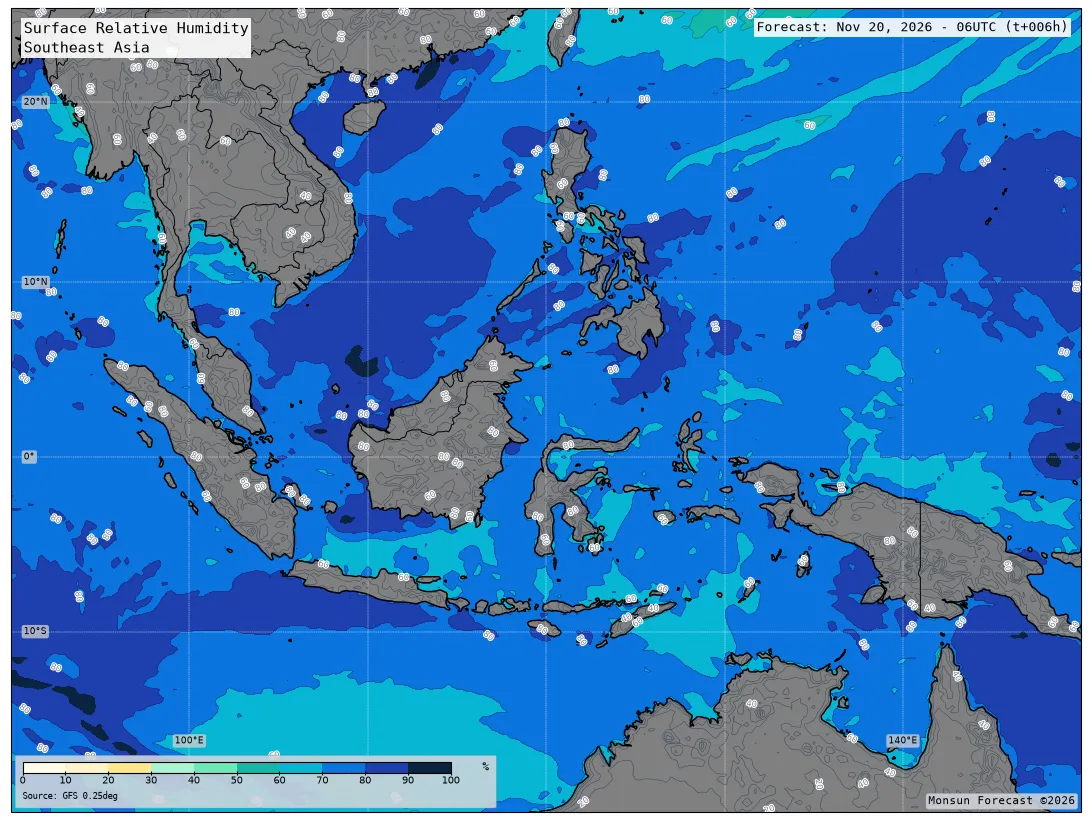 Surface Relative Humidity
Southeast Asia
Forecast: Nov 20, 2026 - 06UTC (t+006h)
20°N
10°N
0°
10°S
100°E
140°E
0 10 20 30 40 50 60 70 80 90 100
%
Source: GFS 0.25deg
Monsun Forecast ©2026